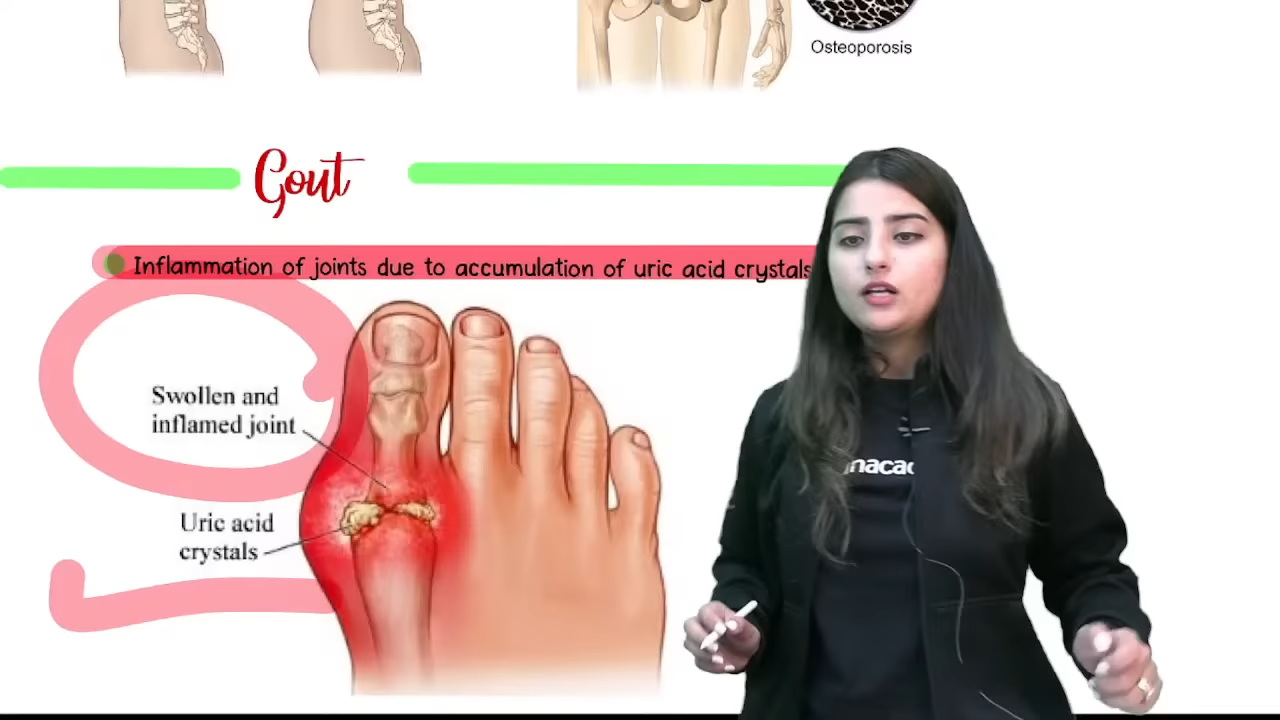 Osteoporosis
Gout
Inflammation of joints due to accumulation of uric acid crystals
Swollen and
inflamed joint
Uric acid
crystals